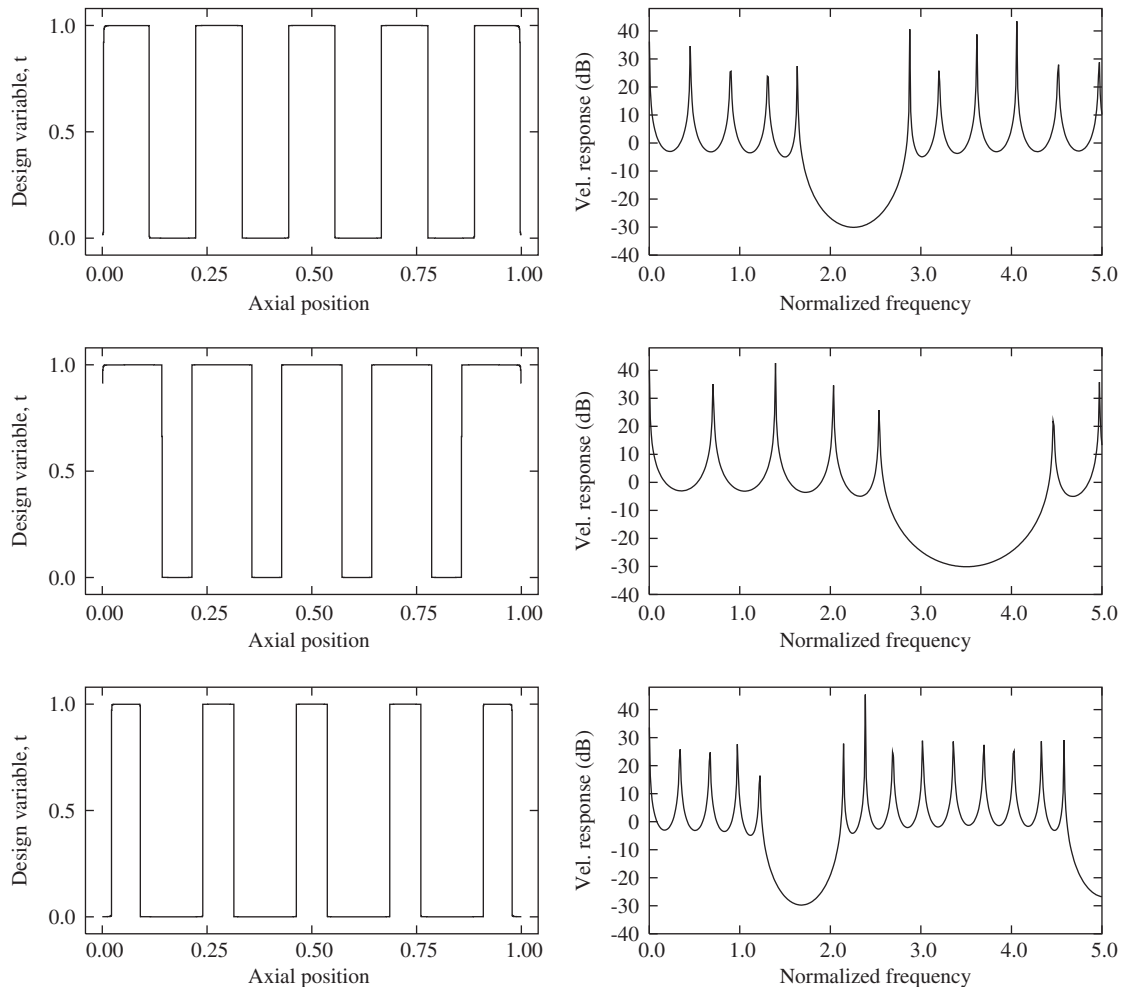 Design variable, t
1.0
0.5
0.0
0.00 0.25 0.50 0.75 1.00
Axial position
Vel. response (dB)
40
30
20
10
0
-10
-20
-30
-40
0.0 1.0 2.0 3.0 4.0 5.0
Normalized frequency
Design variable, t
1.0
0.5
0.0
0.00 0.25 0.50 0.75 1.00
Axial position
Vel. response (dB)
40
30
20
10
0
-10
-20
-30
-40
0.0 1.0 2.0 3.0 4.0 5.0
Normalized frequency
Design variable, t
1.0
0.5
0.0
0.00 0.25 0.50 0.75 1.00
Axial position
Vel. response (dB)
40
30
20
10
0
-10
-20
-30
-40
0.0 1.0 2.0 3.0 4.0 5.0
Normalized frequency